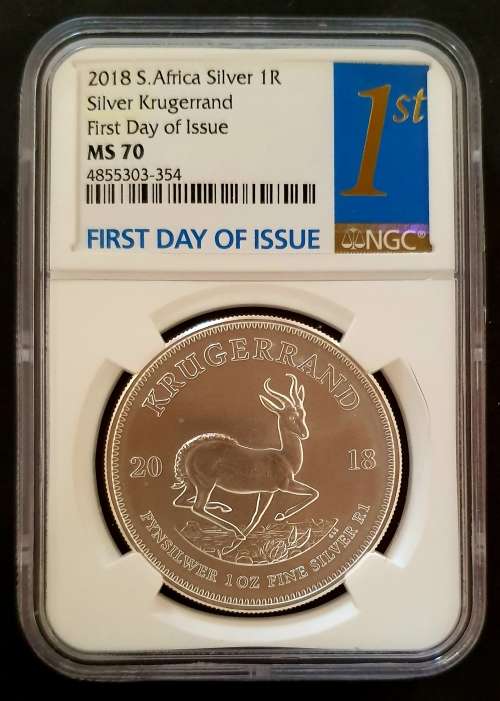 2018 S.Africa Silver 1R
Silver Krugerrand
First Day of Issue
MS 70
4855303-354
FIRST DAY OF ISSUE
1st
NGC®
KRUGERRAND
20 18
FYNSILWER 1 OZ FINE SILVER R1